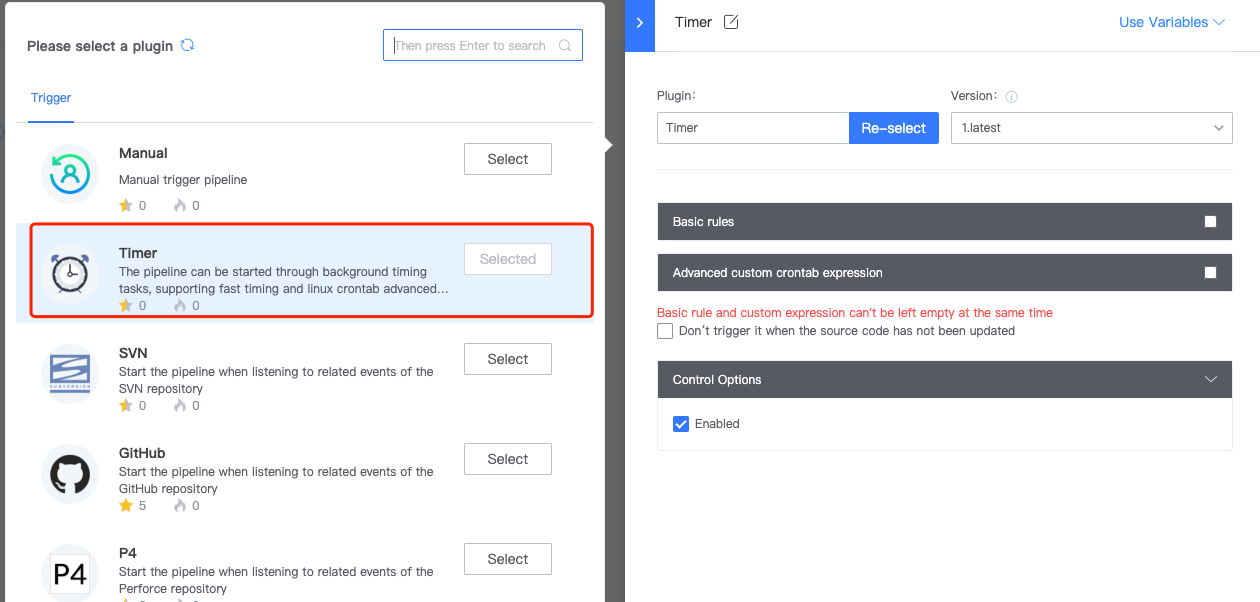 Please select a plugin
Then press Enter to search
Trigger
Manual
Manual trigger pipeline
0 0
Select
Timer
The pipeline can be started through background timing
tasks, supporting fast timing and linux crontab advanced...
0 0
Selected
SVN
Start the pipeline when listening to related events of the
SVN repository
0 0
Select
SUBVERSION
GitHub
Start the pipeline when listening to related events of the
GitHub repository
5 0
Select
P4
P4
Start the pipeline when listening to related events of the
Perforce repository
Select
Timer
Use Variables
Plugin:
Version:
Timer
Re-select
1.latest
Basic rules
Advanced custom crontab expression
Basic rule and custom expression can't be left empty at the same time
Don't trigger it when the source code has not been updated
Control Options
Enabled